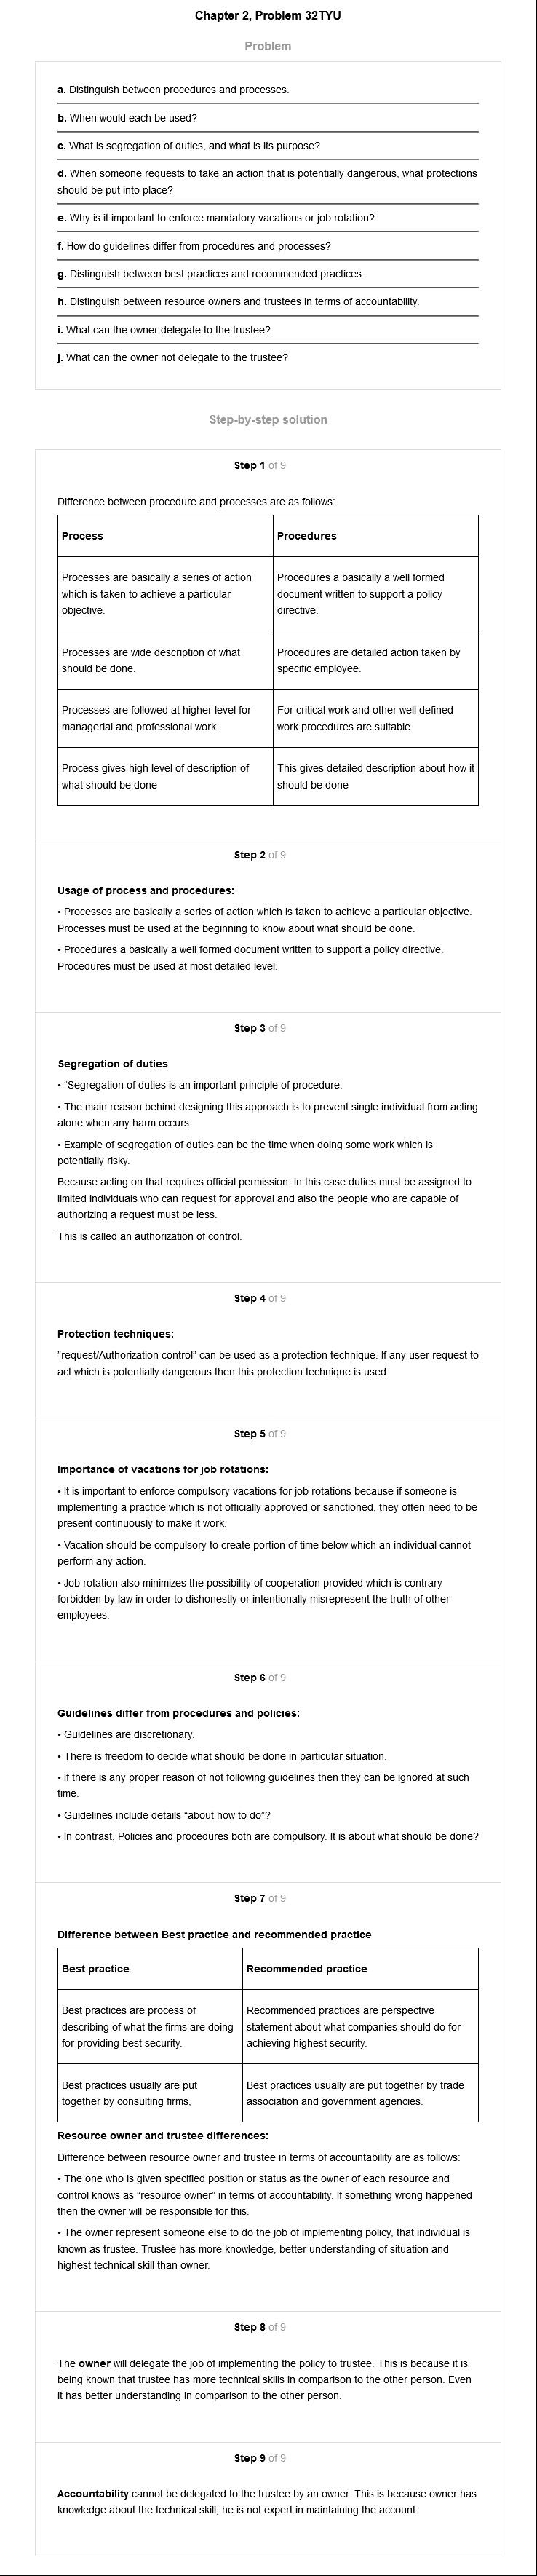 Chapter 2, Problem 32TYU
Problem
a. Distinguish between procedures and processes.
b. When would each be used?
c. What is segregation of duties, and what is its purpose?
d. When someone requests to take an action that is potentially dangerous, what protections
should be put into place?
e. Why is it important to enforce mandatory vacations or job rotation?
f. How do guidelines differ from procedures and processes?
g. Distinguish between best practices and recommended practices.
h. Distinguish between resource owners and trustees in terms of accountability.
i. What can the owner delegate to the trustee?
j. What can the owner not delegate to the trustee?
Step-by-step solution
Step 1 of 9
Difference between procedure and processes are as follows:
Process
Procedures
Processes are basically a series of action
which is taken to achieve a particular
objective.
Procedures a basically a well formed
document written to support a policy
directive.
Processes are wide description of what
should be done.
Procedures are detailed action taken by
specific employee.
Processes are followed at higher level for
managerial and professional work.
For critical work and other well defined
work procedures are suitable.
Process gives high level of description of
what should be done
This gives detailed description about how it
should be done
Step 2 of 9
Usage of process and procedures:
• Processes are basically a series of action which is taken to achieve a particular objective.
Processes must be used at the beginning to know about what should be done.
• Procedures a basically a well formed document written to support a policy directive.
Procedures must be used at most detailed level.
Step 3 of 9
Segregation of duties
• “Segregation of duties is an important principle of procedure.
• The main reason behind designing this approach is to prevent single individual from acting
alone when any harm occurs.
• Example of segregation of duties can be the time when doing some work which is
potentially risky.
Because acting on that requires official permission. In this case duties must be assigned to
limited individuals who can request for approval and also the people who are capable of
authorizing a request must be less.
This is called an authorization of control.
Step 4 of 9
Protection techniques:
”request/Authorization control” can be used as a protection technique. If any user request to
act which is potentially dangerous then this protection technique is used.
Step 5 of 9
Importance of vacations for job rotations:
• It is important to enforce compulsory vacations for job rotations because if someone is
implementing a practice which is not officially approved or sanctioned, they often need to be
present continuously to make it work.
• Vacation should be compulsory to create portion of time below which an individual cannot
perform any action.
• Job rotation also minimizes the possibility of cooperation provided which is contrary
forbidden by law in order to dishonestly or intentionally misrepresent the truth of other
employees.
Step 6 of 9
Guidelines differ from procedures and policies:
• Guidelines are discretionary.
• There is freedom to decide what should be done in particular situation.
• If there is any proper reason of not following guidelines then they can be ignored at such
time.
• Guidelines include details “about how to do”?
• In contrast, Policies and procedures both are compulsory. It is about what should be done?
Step 7 of 9
Difference between Best practice and recommended practice
Best practice
Recommended practice
Best practices are process of
describing of what the firms are doing
for providing best security.
Recommended practices are perspective
statement about what companies should do for
achieving highest security.
Best practices usually are put
together by consulting firms,
Best practices usually are put together by trade
association and government agencies.
Resource owner and trustee differences:
Difference between resource owner and trustee in terms of accountability are as follows:
• The one who is given specified position or status as the owner of each resource and
control knows as “resource owner” in terms of accountability. If something wrong happened
then the owner will be responsible for this.
• The owner represent someone else to do the job of implementing policy, that individual is
known as trustee. Trustee has more knowledge, better understanding of situation and
highest technical skill than owner.
Step 8 of 9
The owner will delegate the job of implementing the policy to trustee. This is because it is
being known that trustee has more technical skills in comparison to the other person. Even
it has better understanding in comparison to the other person.
Step 9 of 9
Accountability cannot be delegated to the trustee by an owner. This is because owner has
knowledge about the technical skill; he is not expert in maintaining the account.